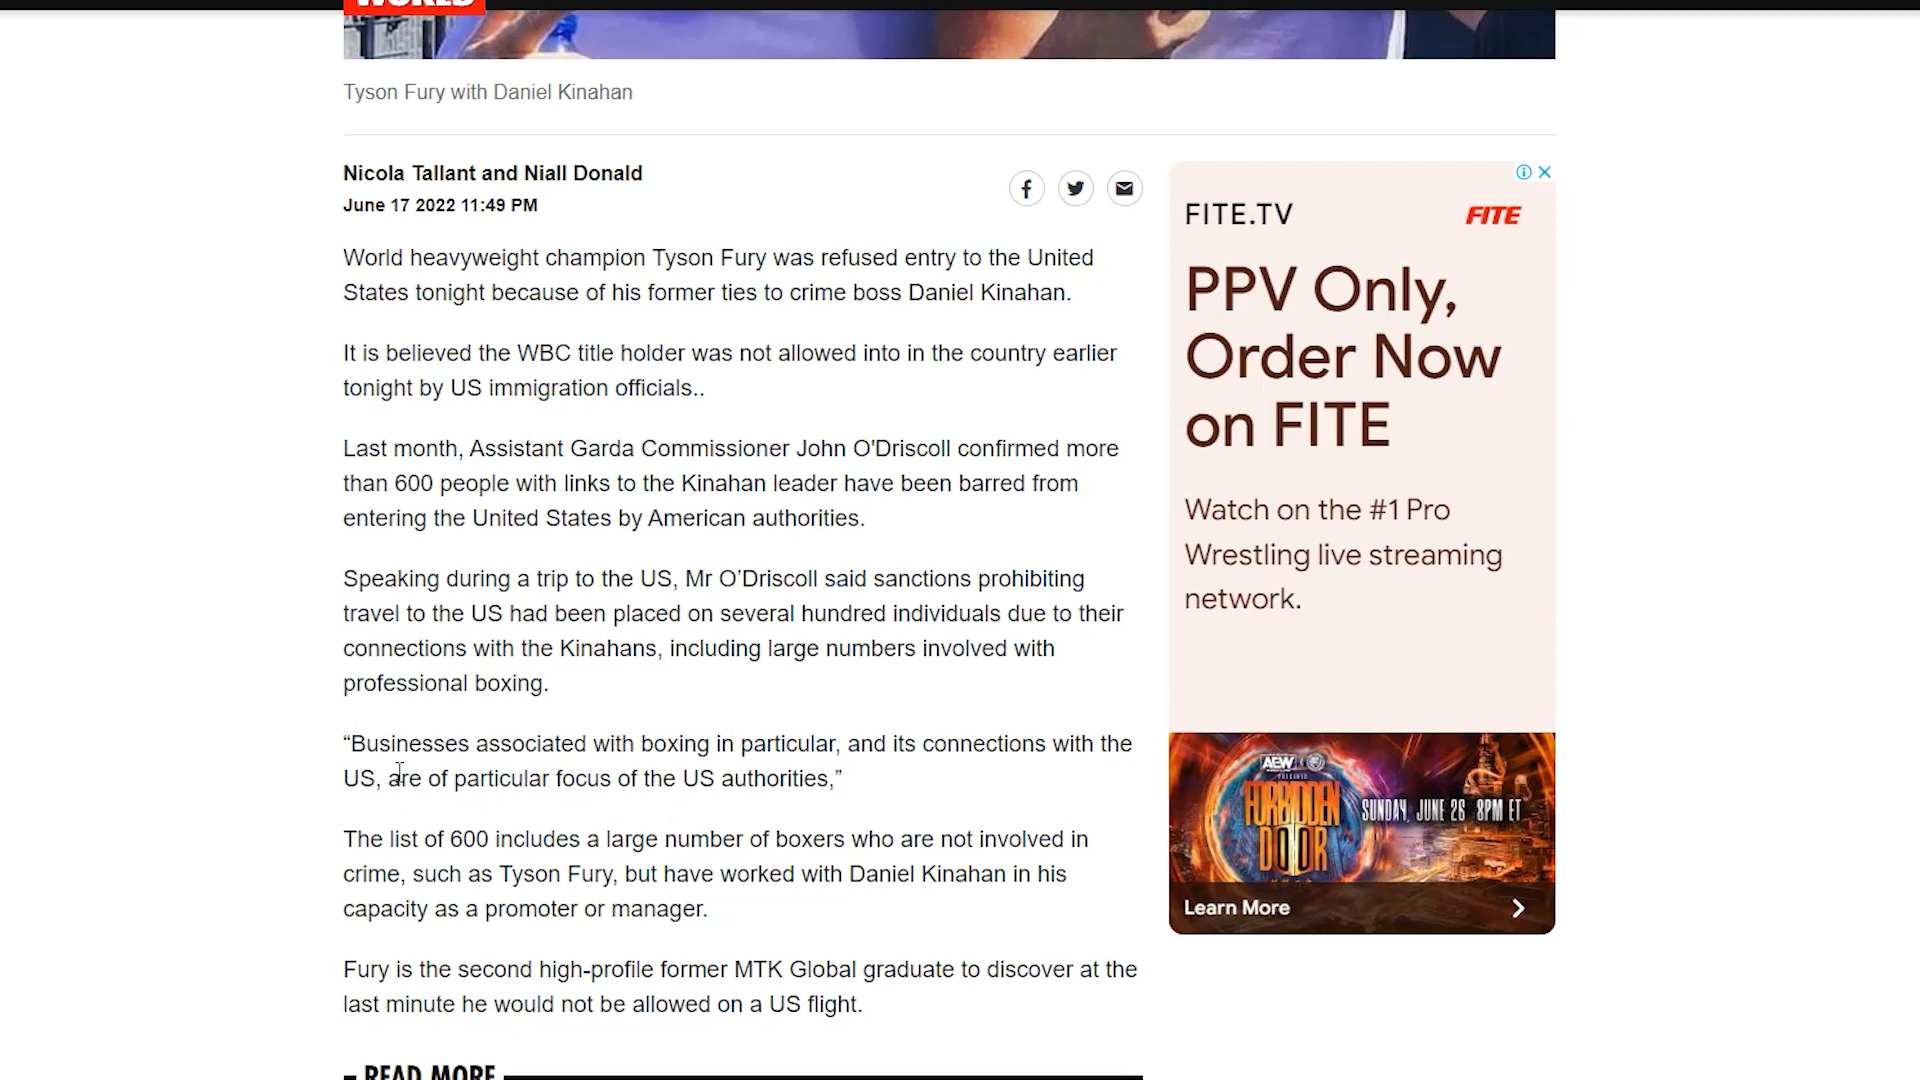 WORLD
Tyson Fury with Daniel Kinahan
Nicola Tallant and Niall Donald
June 17 2022 11:49 PM
World heavyweight champion Tyson Fury was refused entry to the United
States tonight because of his former ties to crime boss Daniel Kinahan.
It is believed the WBC title holder was not allowed into in the country earlier
tonight by US immigration officials..
Last month, Assistant Garda Commissioner John O'Driscoll confirmed more
than 600 people with links to the Kinahan leader have been barred from
entering the United States by American authorities.
Speaking during a trip to the US, Mr O’Driscoll said sanctions prohibiting
travel to the US had been placed on several hundred individuals due to their
connections with the Kinahans, including large numbers involved with
professional boxing.
“Businesses associated with boxing in particular, and its connections with the
US, are of particular focus of the US authorities,”
The list of 600 includes a large number of boxers who are not involved in
crime, such as Tyson Fury, but have worked with Daniel Kinahan in his
capacity as a promoter or manager.
Fury is the second high-profile former MTK Global graduate to discover at the
last minute he would not be allowed on a US flight.
READ MORE
FITE.TV
FITE
PPV Only,
Order Now
on FITE
Watch on the #1 Pro
Wrestling live streaming
network.
AEW
PRESENTS
FORBIDDEN
DOOR
SUNDAY, JUNE 26 8PM ET
Learn More